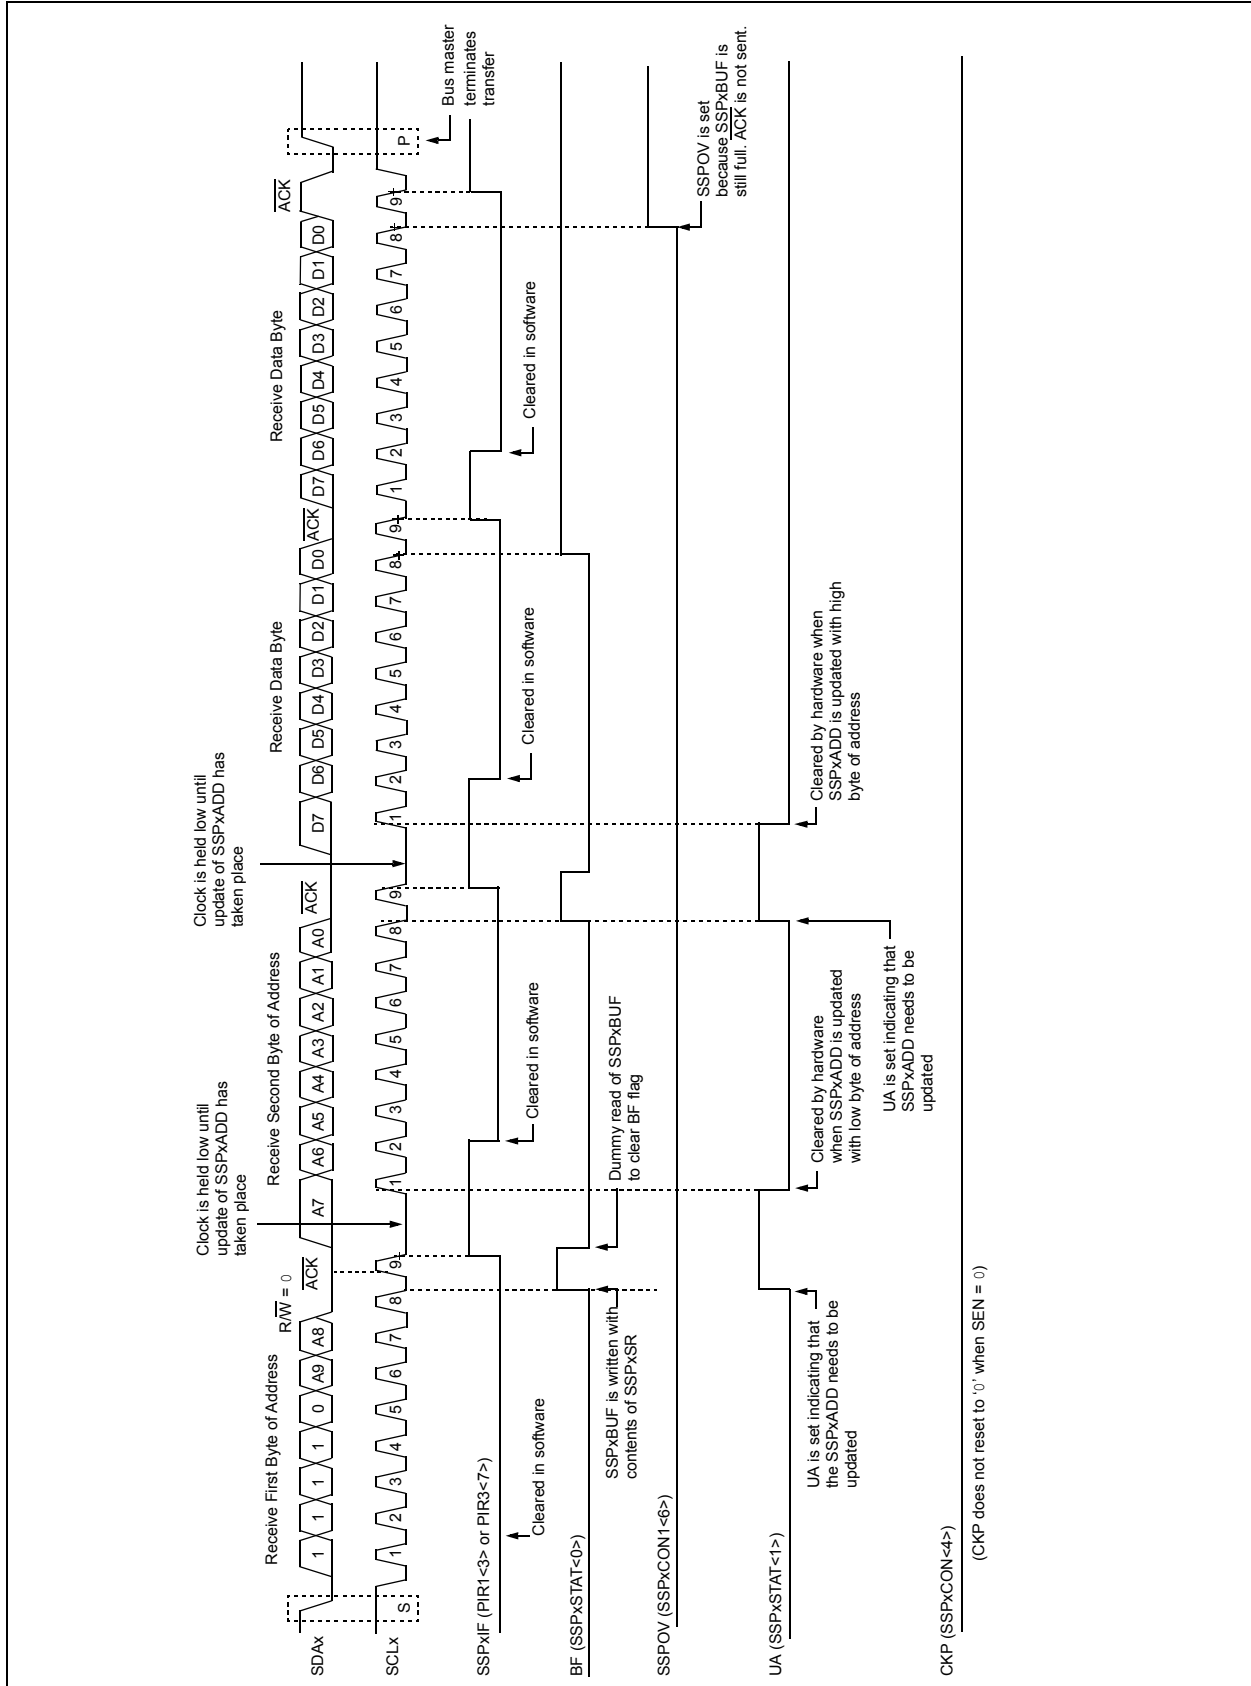 Receive First Byte of Address
R/W = 0
Receive Second Byte of Address
Receive Data Byte
Receive Data Byte
Clock is held low until
update of SSPxADD has
taken place
Clock is held low until
update of SSPxADD has
taken place
SDAx
1 1 1 1 0 A9 A8 ACK A7 A6 A5 A4 A3 A2 A1 A0 ACK D7 D6 D5 D4 D3 D2 D1 D0 ACK D7 D6 D5 D4 D3 D2 D1 D0 ACK
SCLx
S 1 2 3 4 5 6 7 8 9 1 2 3 4 5 6 7 8 9 1 2 3 4 5 6 7 8 9 1 2 3 4 5 6 7 8 9 P
Bus master
terminates
transfer
SSPxIF (PIR1<3> or PIR3<7>)
Cleared in software
Cleared in software
Cleared in software
Cleared in software
BF (SSPxSTAT<0>)
SSPxBUF is written with
contents of SSPxSR
Dummy read of SSPxBUF
to clear BF flag
SSPOV (SSPxCON1<6>)
SSPOV is set
because SSPxBUF is
still full. ACK is not sent.
UA (SSPxSTAT<1>)
UA is set indicating that
the SSPxADD needs to be
updated
Cleared by hardware
when SSPxADD is updated
with low byte of address
UA is set indicating that
SSPxADD needs to be
updated
Cleared by hardware when
SSPxADD is updated with high
byte of address
CKP (SSPxCON<4>)
(CKP does not reset to ‘0’ when SEN = 0)